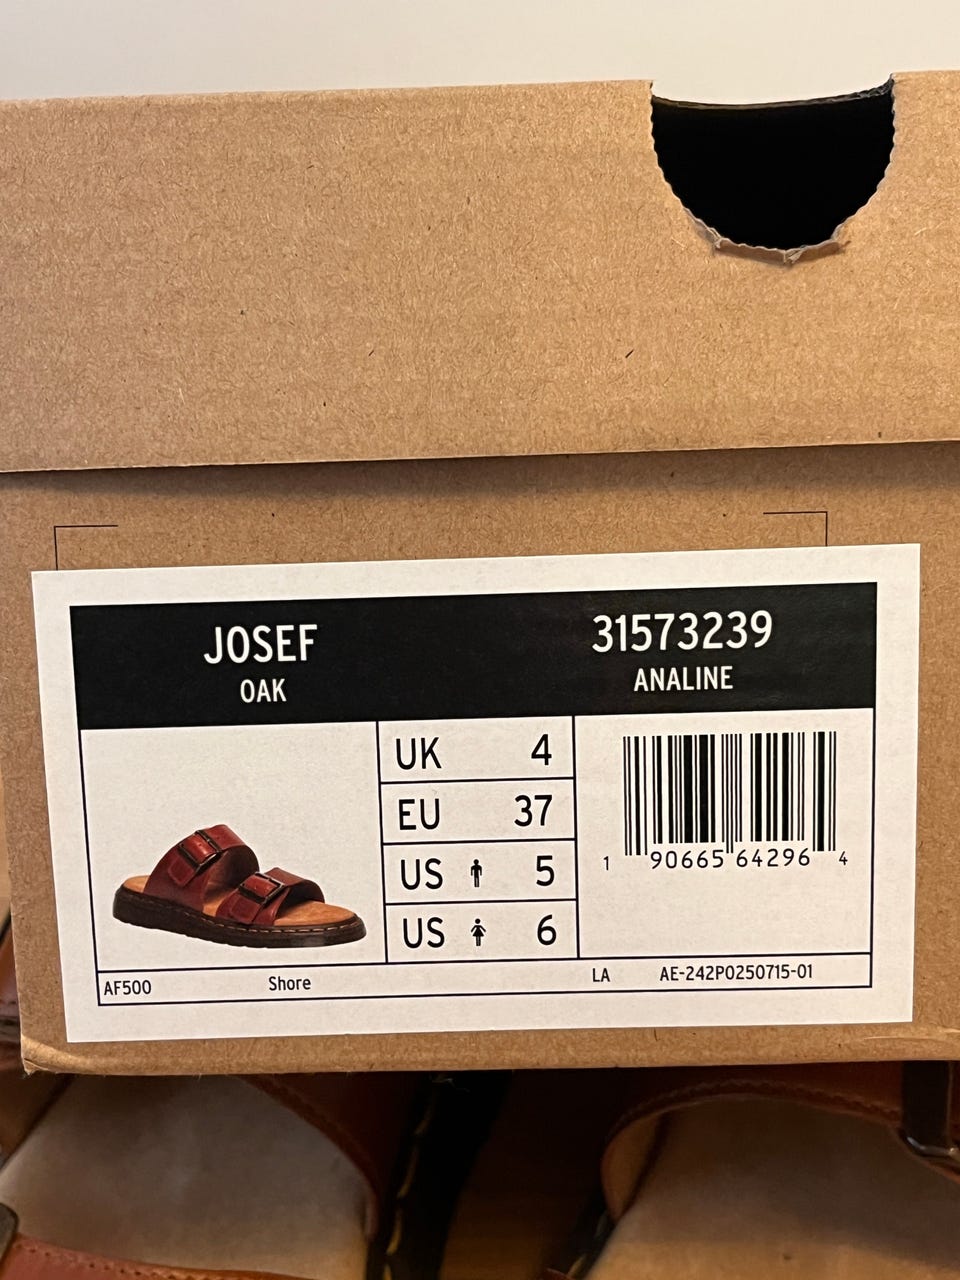 JOSEF
OAK
31573239
ANALINE
UK 4
EU 37
US 5
US 6
1 90665 64296 4
AF500 Shore LA AE-242P0250715-01